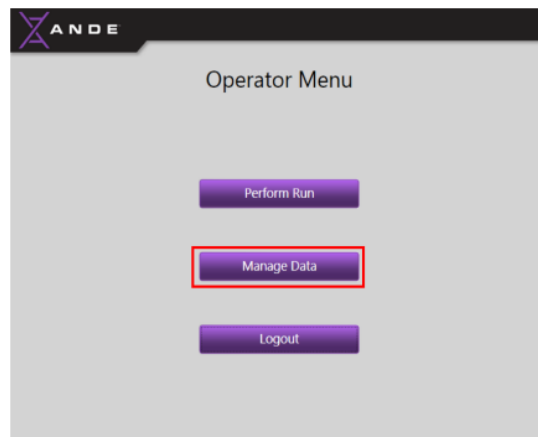 ANDE
Operator Menu
Perform Run
Manage Data
Logout